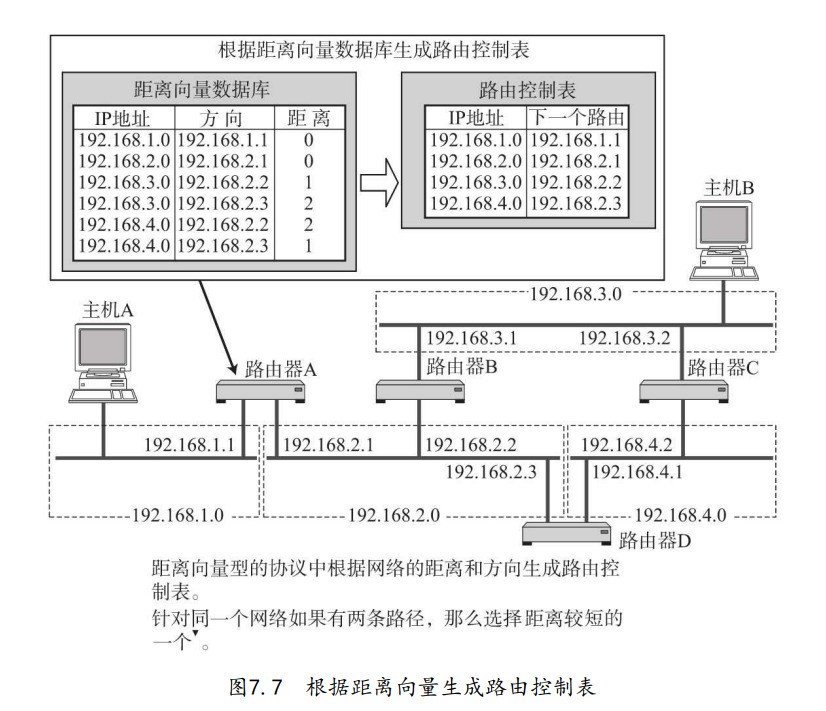 根据距离向量数据库生成路由控制表
距离向量数据库
IP地址 方向 距离
192.168.1.0 192.168.1.1 0
192.168.2.0 192.168.2.1 0
192.168.3.0 192.168.2.2 1
192.168.3.0 192.168.2.3 2
192.168.4.0 192.168.2.2 2
192.168.4.0 192.168.2.3 1
路由控制表
IP地址 下一个路由
192.168.1.0 192.168.1.1
192.168.2.0 192.168.2.1
192.168.3.0 192.168.2.2
192.168.4.0 192.168.2.3
主机B
192.168.3.0
主机A
192.168.3.1 192.168.3.2
路由器A 路由器B 路由器C
192.168.1.1 192.168.2.1 192.168.2.2 192.168.4.2
192.168.2.3 192.168.4.1
192.168.1.0 192.168.2.0 192.168.4.0
路由器D
距离向量型的协议中根据网络的距离和方向生成路由控
制表。
针对同一个网络如果有两条路径，那么选择距离较短的
一个▼。
图7.7 根据距离向量生成路由控制表